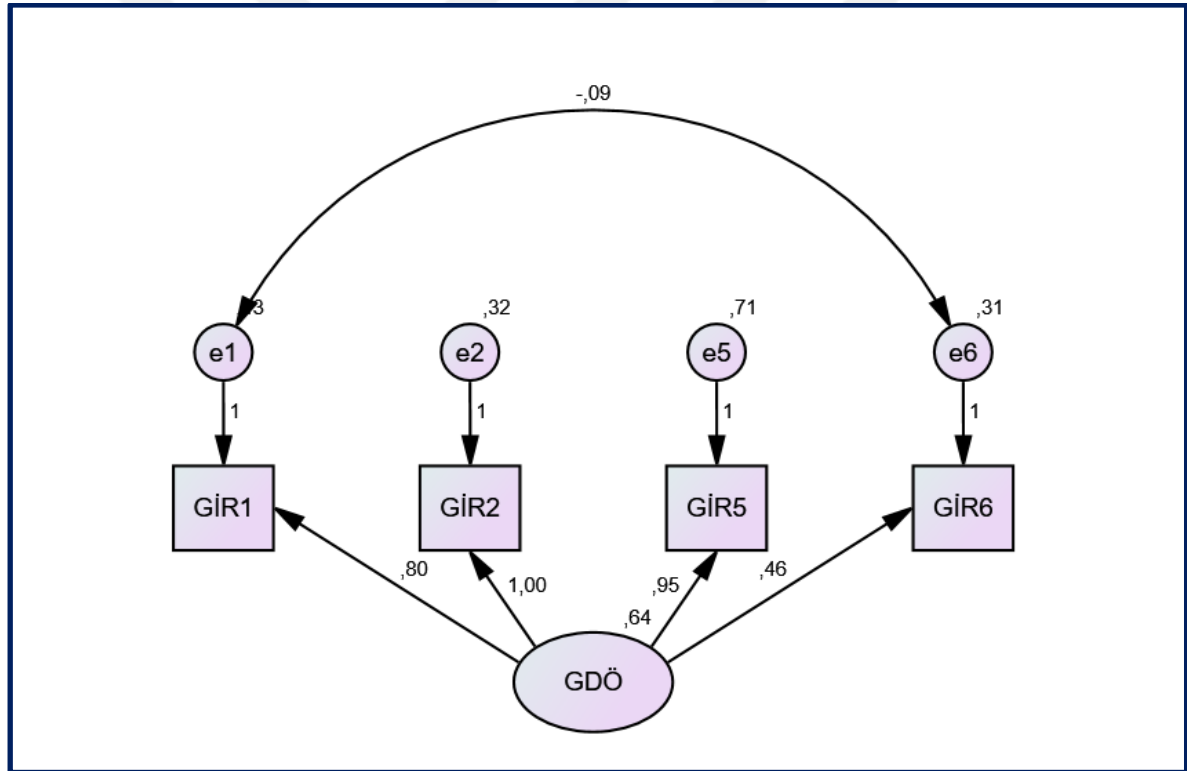 -,09
,32
,71
,31
e1
e2
e5
e6
1
1
1
1
GİR1
GİR2
GİR5
GİR6
,80
1,00
,95
,46
,64
GDÖ